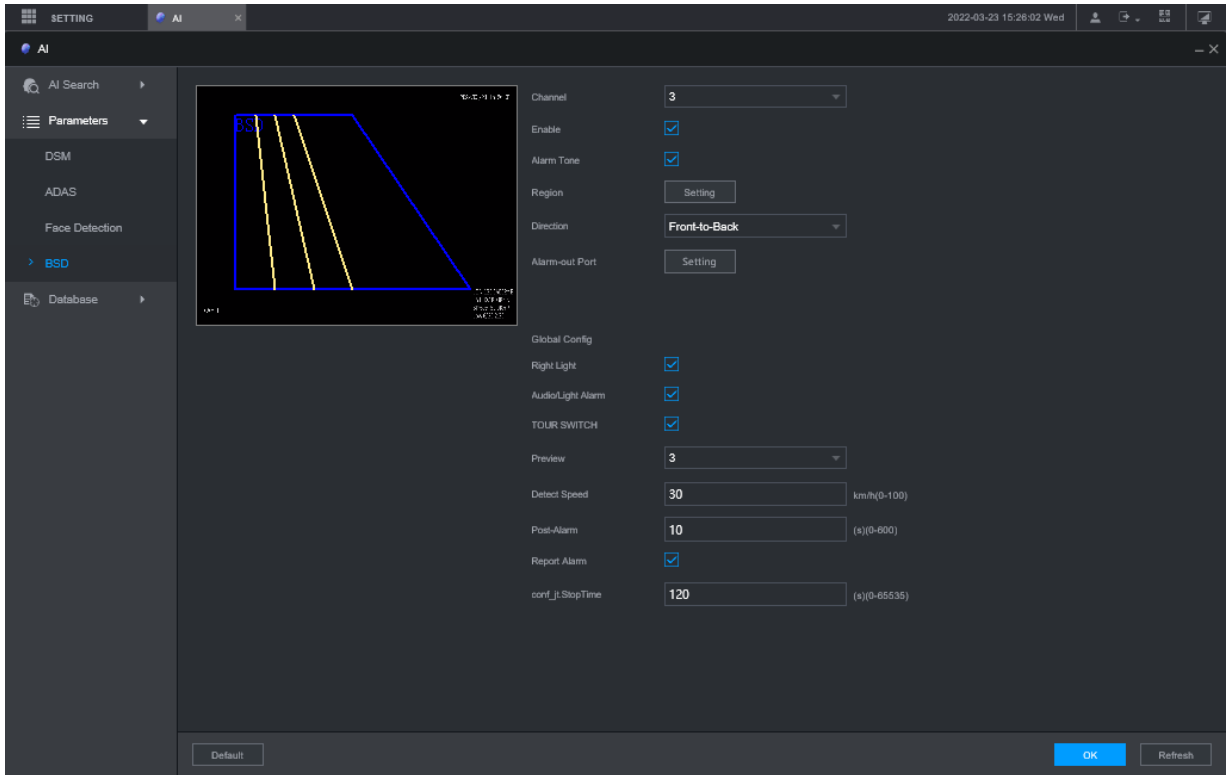 SETTING AI × 2022-03-23 15:26:02 Wed
AI
AI Search
Parameters
DSM
ADAS
Face Detection
BSD
Database
BSD
Channel 3
Enable
Alarm Tone
Region Setting
Direction Front-to-Back
Alarm-out Port Setting
Global Config
Right Light
Audio/Light Alarm
TOUR SWITCH
Preview 3
Detect Speed 30 km/h(0-100)
Post-Alarm 10 (s)(0-600)
Report Alarm
conf_jt.StopTime 120 (s)(0-65535)
Default OK Refresh